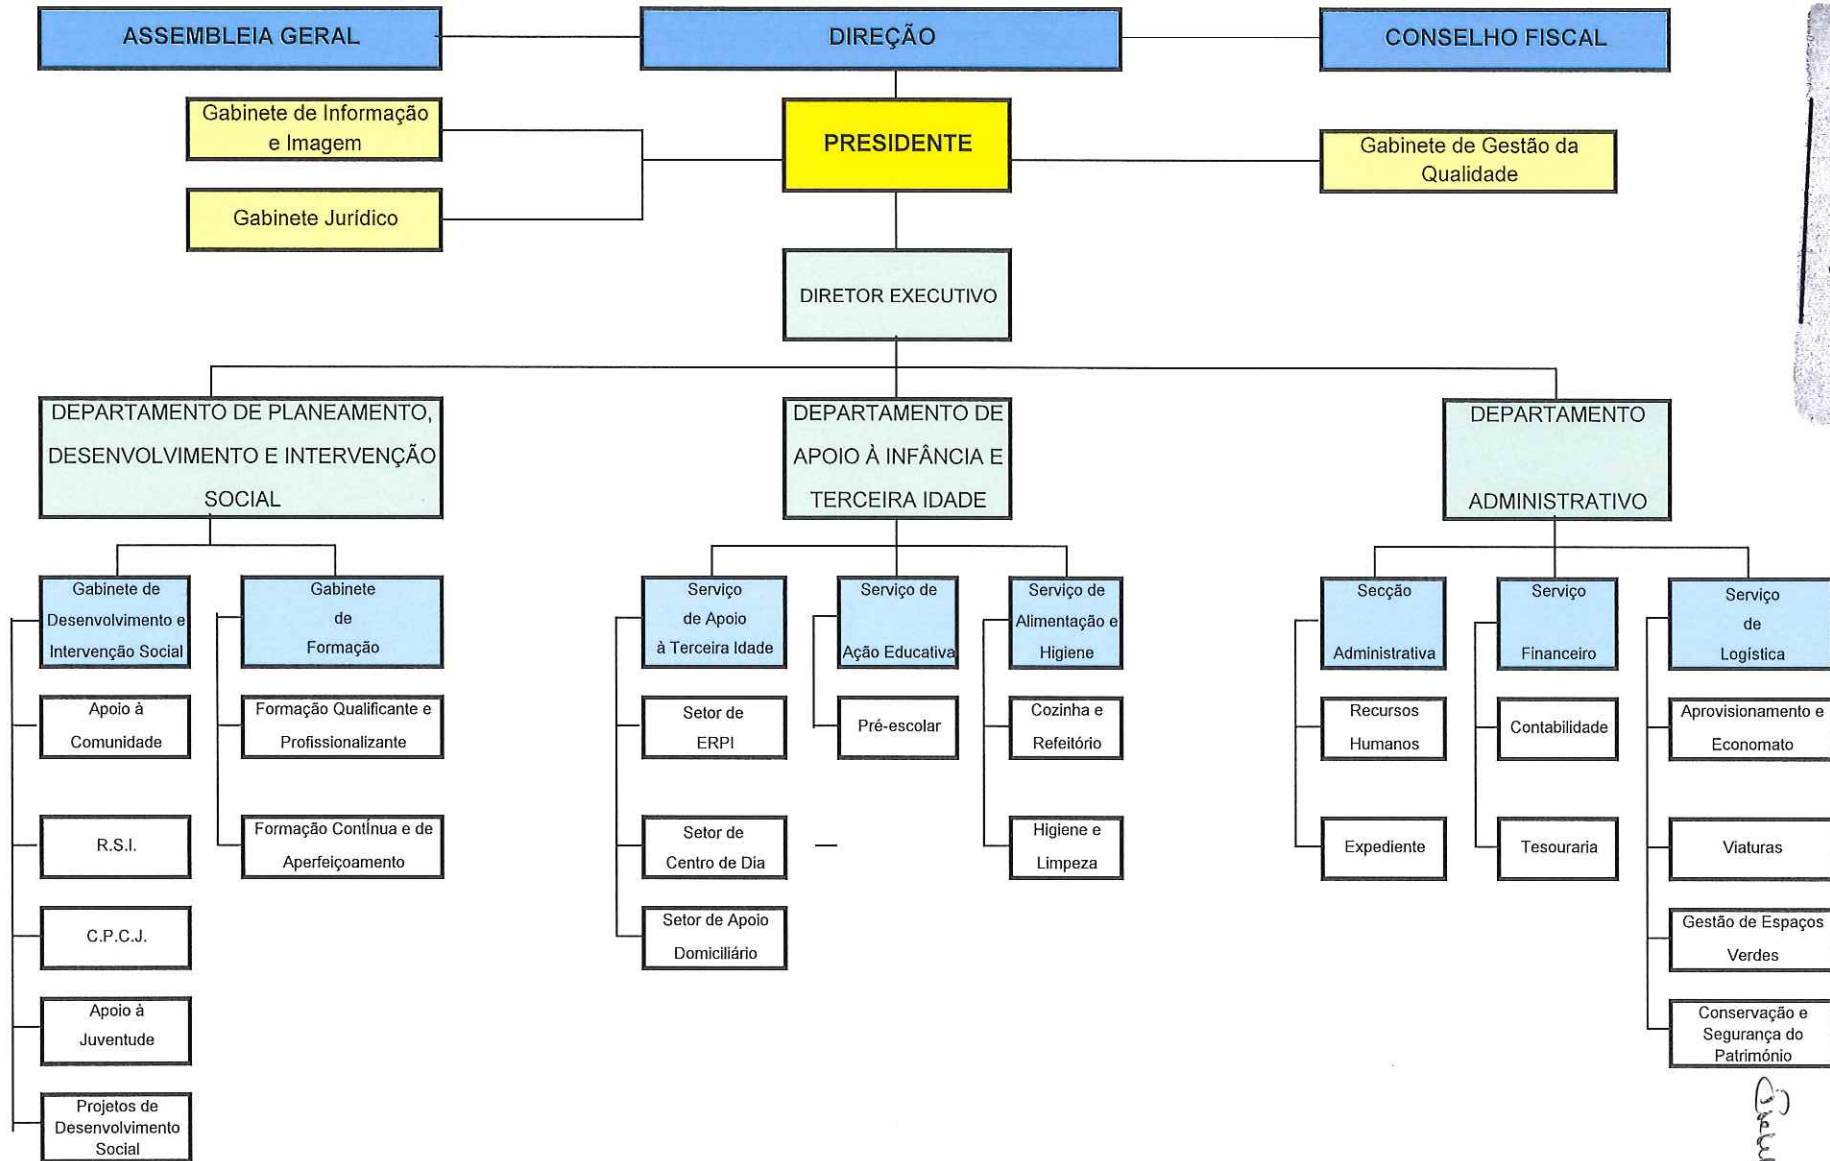 ASSEMBLEIA GERAL
DIREÇÃO
CONSELHO FISCAL
Gabinete de Informação
e Imagem
PRESIDENTE
Gabinete de Gestão da
Qualidade
Gabinete Jurídico
DIRETOR EXECUTIVO
DEPARTAMENTO DE PLANEAMENTO,
DESENVOLVIMENTO E INTERVENÇÃO
SOCIAL
DEPARTAMENTO DE
APOIO À INFÂNCIA E
TERCEIRA IDADE
DEPARTAMENTO
ADMINISTRATIVO
Gabinete de
Desenvolvimento e
Intervenção Social
Gabinete
de
Formação
Serviço
de Apoio
à Terceira Idade
Serviço de
Ação Educativa
Serviço de
Alimentação e
Higiene
Secção
Administrativa
Serviço
Financeiro
Serviço
de
Logística
Apoio à
Comunidade
Formação Qualificante e
Profissionalizante
Setor de
ERPI
Pré-escolar
Cozinha e
Refeitório
Recursos
Humanos
Contabilidade
Aprovisionamento e
Economato
R.S.I.
Formação Contínua e de
Aperfeiçoamento
Setor de
Centro de Dia
Higiene e
Limpeza
Expediente
Tesouraria
Viaturas
C.P.C.J.
Setor de Apoio
Domiciliário
Gestão de Espaços
Verdes
Apoio à
Juventude
Conservação e
Segurança do
Património
Projetos de
Desenvolvimento
Social